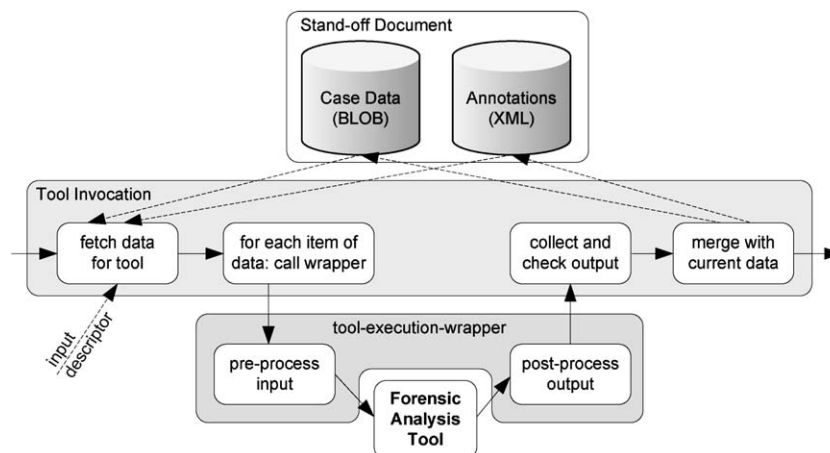 Stand-off Document
Case Data
(BLOB)
Annotations
(XML)
Tool Invocation
fetch data
for tool
for each item of
data: call wrapper
collect and
check output
merge with
current data
input
descriptor
tool-execution-wrapper
pre-process
input
Forensic
Analysis
Tool
post-process
output